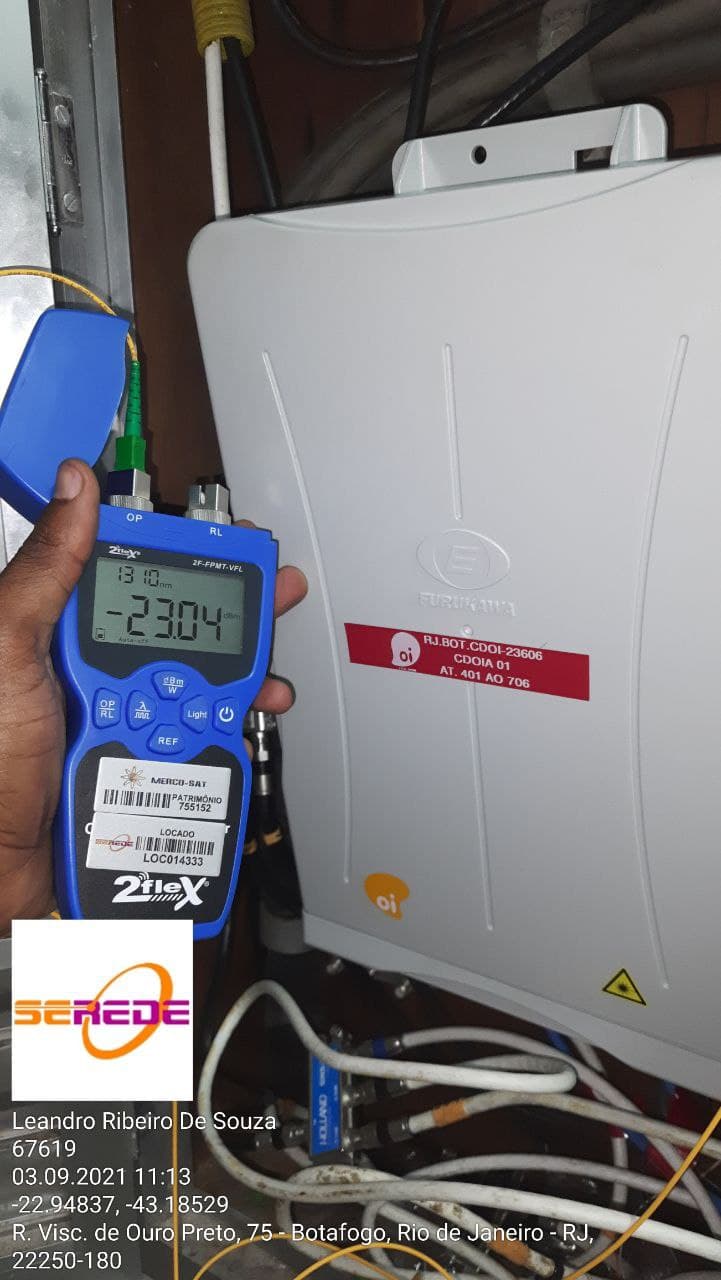 OP
RL
2fleX®
2F-FPMT-VFL
1310nm
-23.04 dBm
Auto-off
dBm
W
OP
RL
λ
Light
REF
MERCO-SAT
PATRIMÔNIO
755152
LOCADO
SEREDE
LOC014333
2fleX®
FURUKAWA
oi
RJ.BOT.CDOI-23606
CDOIA 01
AT. 401 AO 706
oi
SEREDE
Leandro Ribeiro De Souza
67619
03.09.2021 11:13
-22.94837, -43.18529
R. Visc. de Ouro Preto, 75 - Botafogo, Rio de Janeiro - RJ,
22250-180